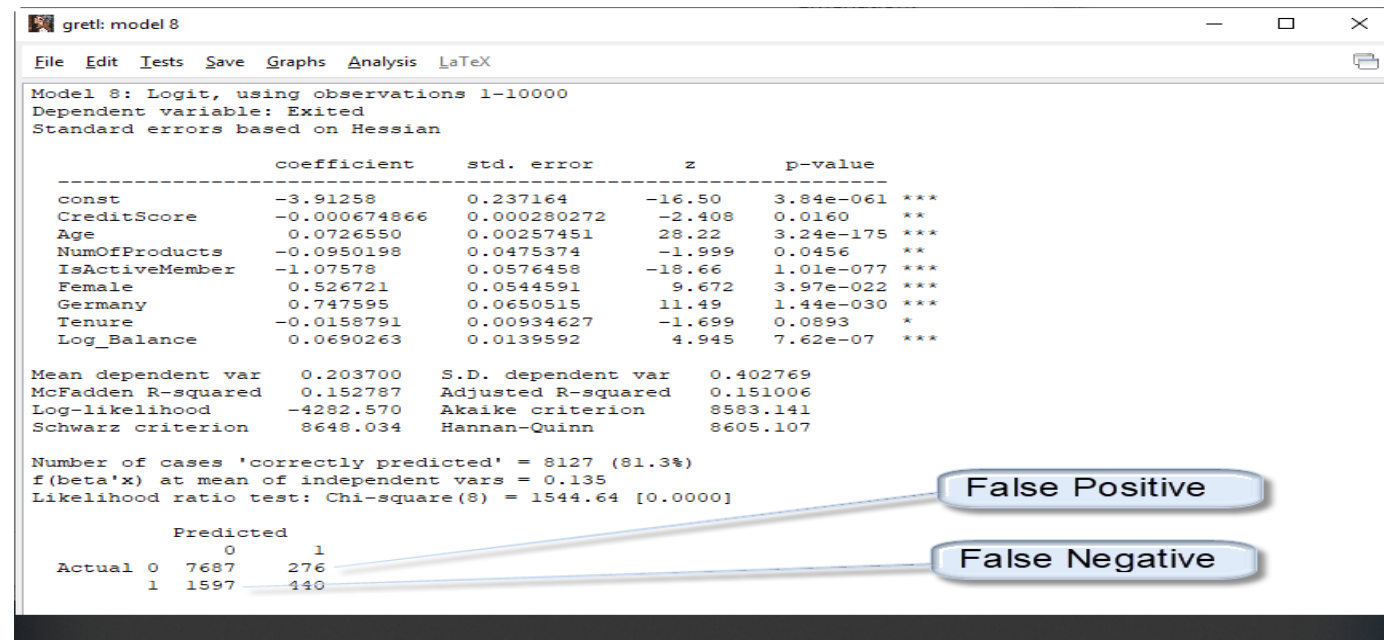 gretl: model 8
File Edit Tests Save Graphs Analysis LaTeX
Model 8: Logit, using observations 1-10000
Dependent variable: Exited
Standard errors based on Hessian
coefficient std. error z p-value
---------------------------------------------------------------
const -3.91258 0.237164 -16.50 3.84e-061 ***
CreditScore -0.000674866 0.000280272 -2.408 0.0160 **
Age 0.0726550 0.00257451 28.22 3.24e-175 ***
NumOfProducts -0.0950198 0.0475374 -1.999 0.0456 **
IsActiveMember -1.07578 0.0576458 -18.66 1.01e-077 ***
Female 0.526721 0.0544591 9.672 3.97e-022 ***
Germany 0.747595 0.0650515 11.49 1.44e-030 ***
Tenure -0.0158791 0.00934627 -1.699 0.0893 *
Log_Balance 0.0690263 0.0139592 4.945 7.62e-07 ***
Mean dependent var 0.203700 S.D. dependent var 0.402769
McFadden R-squared 0.152787 Adjusted R-squared 0.151006
Log-likelihood -4282.570 Akaike criterion 8583.141
Schwarz criterion 8648.034 Hannan-Quinn 8605.107
Number of cases 'correctly predicted' = 8127 (81.3%)
f(beta'x) at mean of independent vars = 0.135
Likelihood ratio test: Chi-square(8) = 1544.64 [0.0000]
False Positive
Predicted
0 1
Actual 0 7687 276
1 1597 440
False Negative